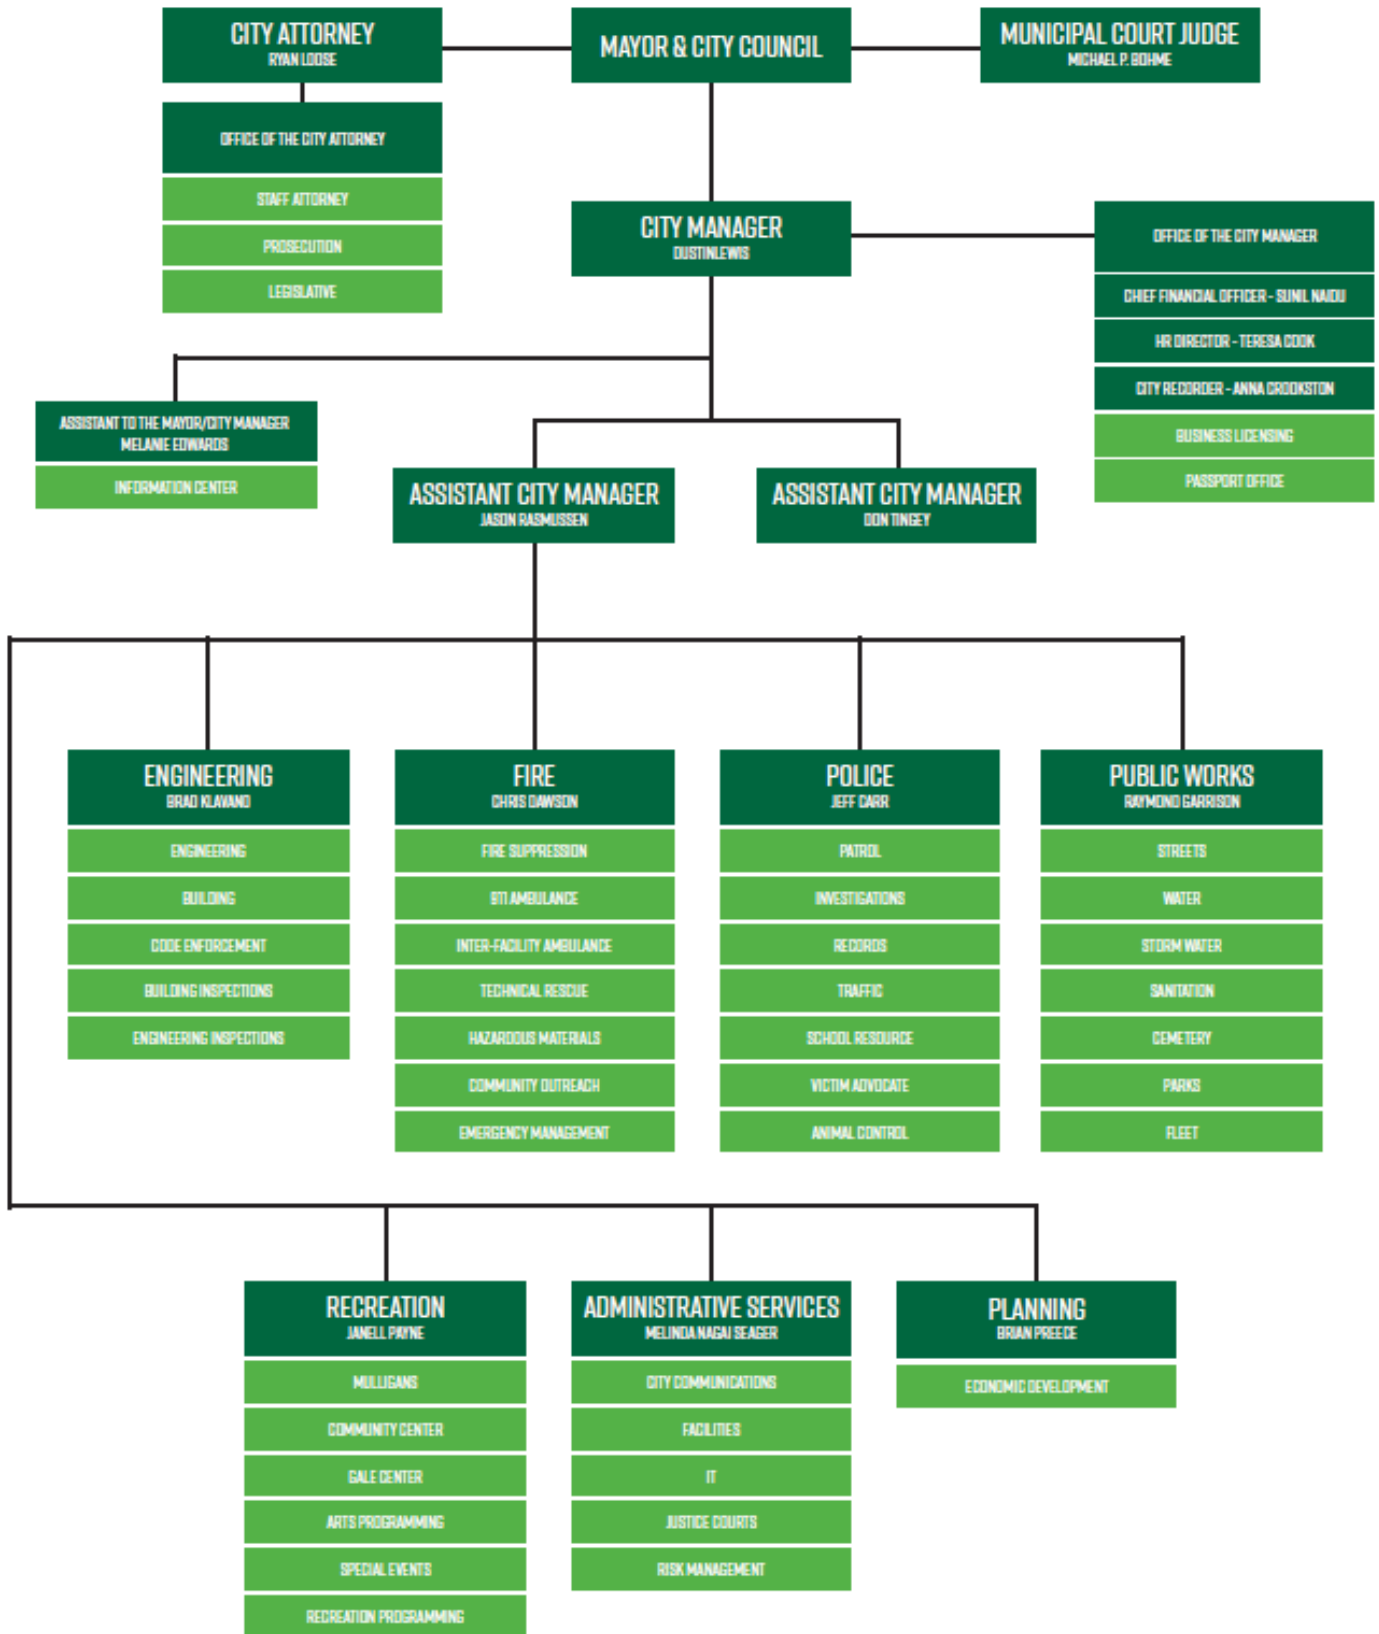 CITY ATTORNEY
RYAN LOOSE
MAYOR & CITY COUNCIL
MUNICIPAL COURT JUDGE
MICHAEL P. BOHME
OFFICE OF THE CITY ATTORNEY
STAFF ATTORNEY
PROSECUTION
LEGISLATIVE
CITY MANAGER
DUSTINLEWIS
OFFICE OF THE CITY MANAGER
CHIEF FINANCIAL OFFICER - SUNIL NAIDU
HR DIRECTOR - TERESA COOK
CITY RECORDER - ANNA CROOKSTON
BUSINESS LICENSING
PASSPORT OFFICE
ASSISTANT TO THE MAYOR/CITY MANAGER
MELANIE EDWARDS
INFORMATION CENTER
ASSISTANT CITY MANAGER
JASON RASMUSSEN
ASSISTANT CITY MANAGER
DON TINGEY
ENGINEERING
BRAD KLAVANO
ENGINEERING
BUILDING
CODE ENFORCEMENT
BUILDING INSPECTIONS
ENGINEERING INSPECTIONS
FIRE
CHRIS DAWSON
FIRE SUPPRESSION
911 AMBULANCE
INTER-FACILITY AMBULANCE
TECHNICAL RESCUE
HAZARDOUS MATERIALS
COMMUNITY OUTREACH
EMERGENCY MANAGEMENT
POLICE
JEFF CARR
PATROL
INVESTIGATIONS
RECORDS
TRAFFIC
SCHOOL RESOURCE
VICTIM ADVOCATE
ANIMAL CONTROL
PUBLIC WORKS
RAYMOND GARRISON
STREETS
WATER
STORM WATER
SANITATION
CEMETERY
PARKS
FLEET
RECREATION
JANELL PAYNE
MULLIGANS
COMMUNITY CENTER
GALE CENTER
ARTS PROGRAMMING
SPECIAL EVENTS
RECREATION PROGRAMMING
ADMINISTRATIVE SERVICES
MELINDA NAGAI SEAGER
CITY COMMUNICATIONS
FACILITIES
IT
JUSTICE COURTS
RISK MANAGEMENT
PLANNING
BRIAN PREECE
ECONOMIC DEVELOPMENT